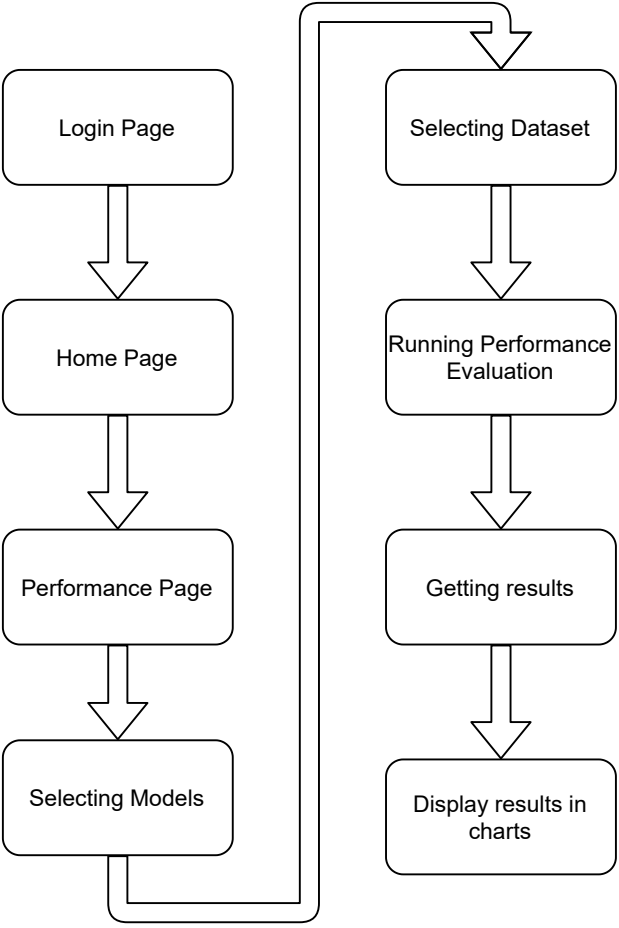 Login Page
Home Page
Performance Page
Selecting Models
Selecting Dataset
Running Performance
Evaluation
Getting results
Display results in
charts